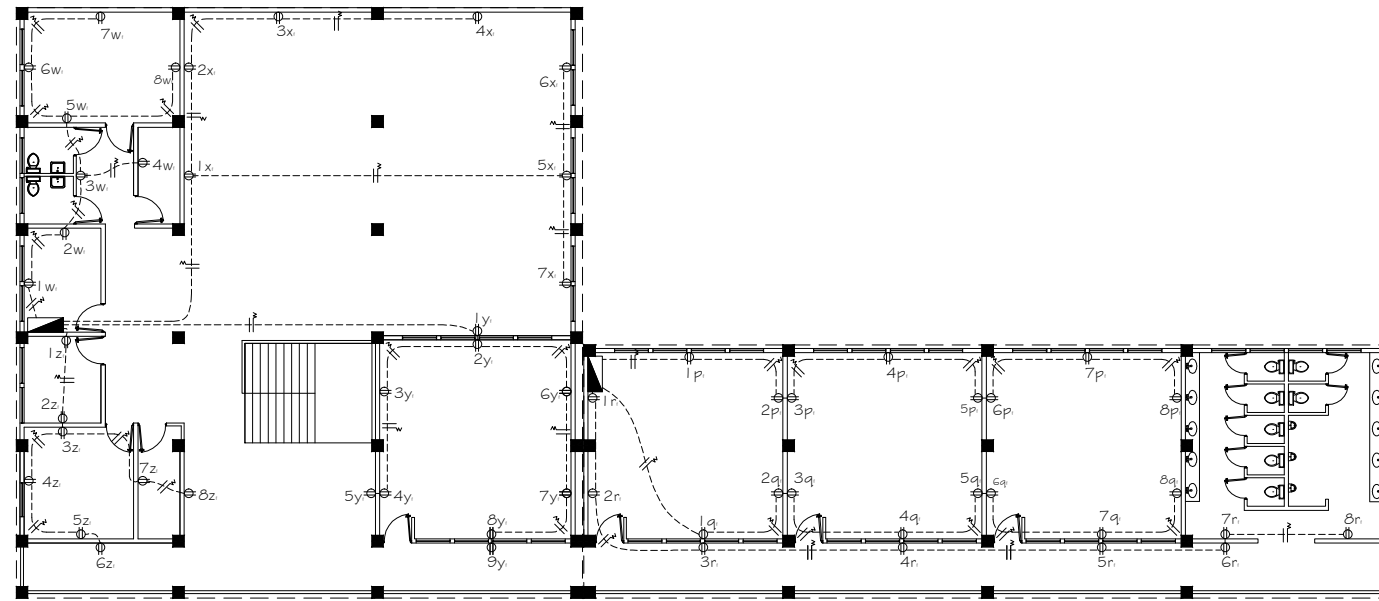 7w 3x 4x
6w 8w 2x 6x
5w
4w 1x 5x
3w
2w
1w 7x
1y
1z 2y
1p 4p 7p
3y 6y 1r 2p 3p 5p 6p 8p
2z
3z
7z
4z 8z 5y 4y 7y 2r 2q 3q 5q 6q 8q
5z 8y 1q 4q 7q 7r 8r
6z 9y 3r 4r 5r 6r